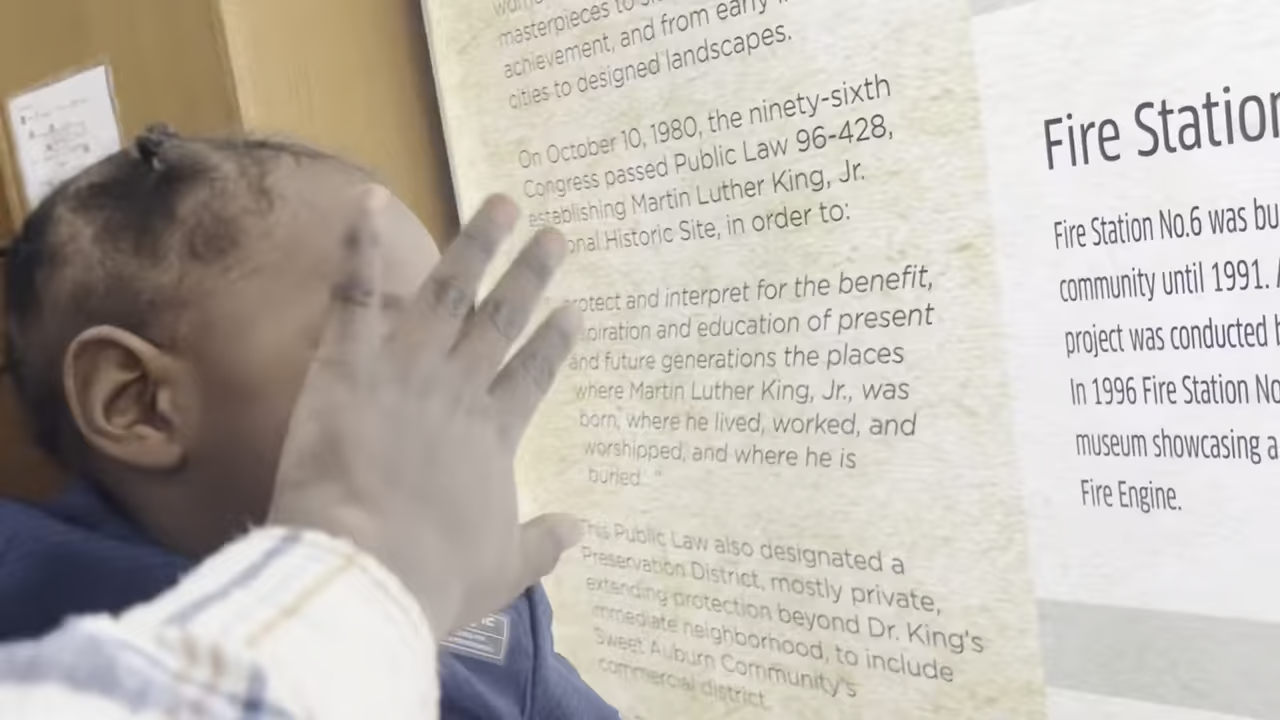 masterpieces to
achievement, and from early
cities to designed landscapes.
On October 10, 1980, the ninety-sixth
Congress passed Public Law 96-428,
establishing Martin Luther King, Jr.
onal Historic Site, in order to:
rotect and interpret for the benefit,
piration and education of present
and future generations the places
where Martin Luther King, Jr., was
born, where he lived, worked, and
worshipped, and where he is
buried. "
This Public Law also designated a
Preservation District, mostly private,
extending protection beyond Dr. King's
immediate neighborhood, to include
Sweet Auburn Community's
commercial district.
Fire Station
Fire Station No.6 was bu
community until 1991.
project was conducted
In 1996 Fire Station No
museum showcasing a
Fire Engine.